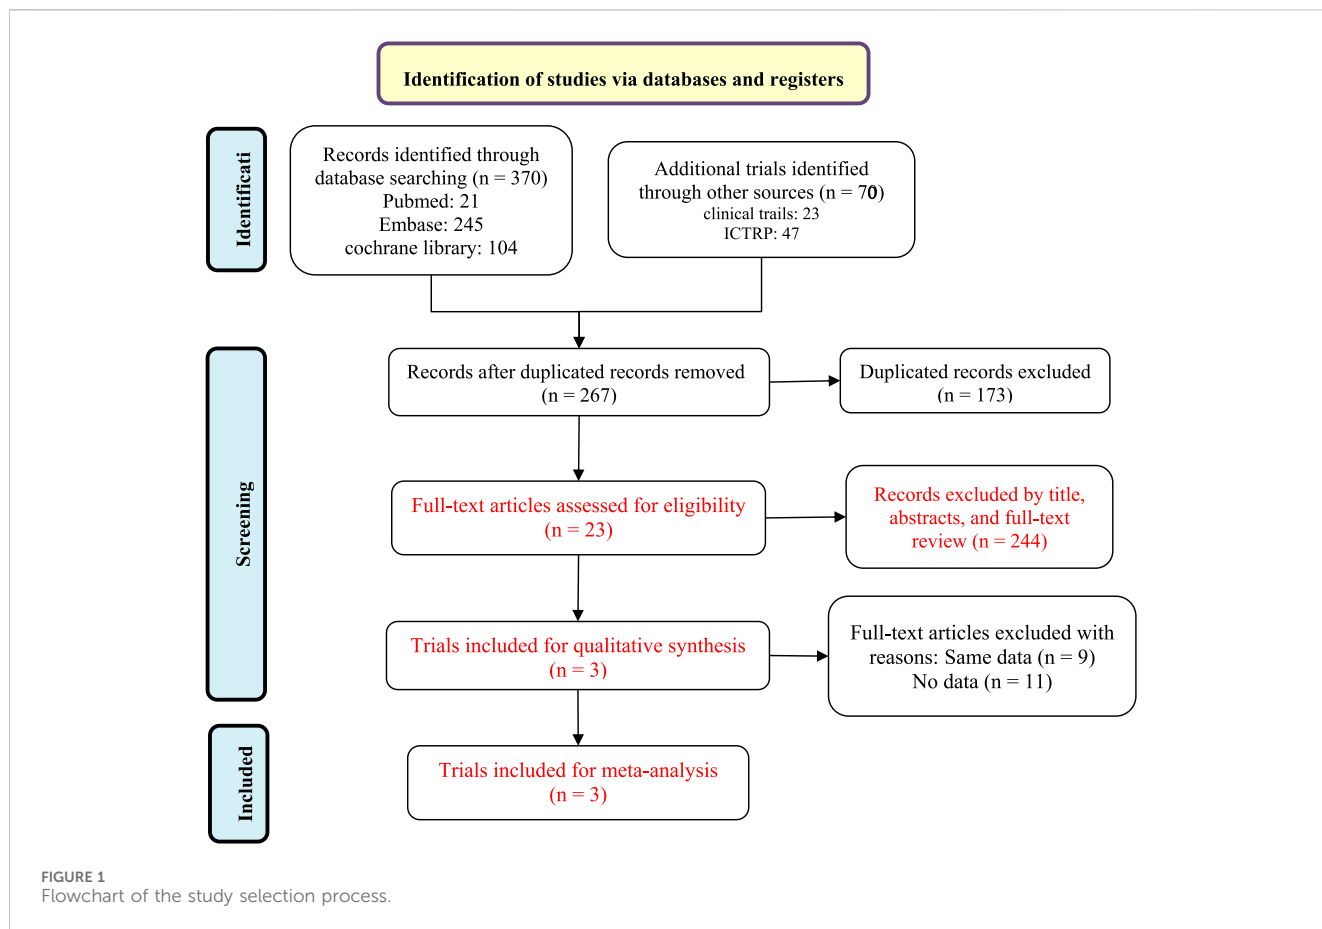 Identification of studies via databases and registers
Identificati
Records identified through
database searching (n = 370)
Pubmed: 21
Embase: 245
cochrane library: 104
Additional trials identified
through other sources (n = 70)
clinical trails: 23
ICTRP: 47
Screening
Records after duplicated records removed
(n = 267)
Duplicated records excluded
(n = 173)
Full-text articles assessed for eligibility
(n = 23)
Records excluded by title,
abstracts, and full-text
review (n = 244)
Trials included for qualitative synthesis
(n = 3)
Full-text articles excluded with
reasons: Same data (n = 9)
No data (n = 11)
Included
Trials included for meta-analysis
(n = 3)
FIGURE 1
Flowchart of the study selection process.